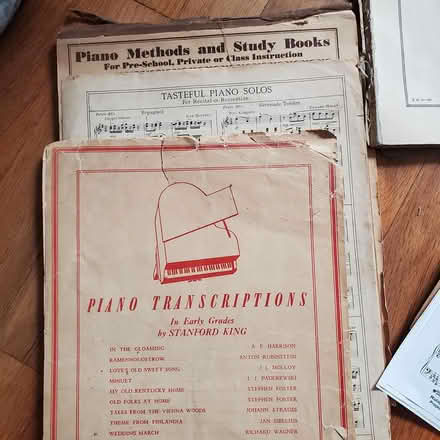 Piano Methods and Study Books
For Pre-School, Private or Class Instruction
TASTEFUL PIANO SOLOS
For Recital or Recreation
PIANO TRANSCRIPTIONS
In Early Grades
by STANFORD KING
IN THE GLOAMING A. F. HARRISON
KAMENNOI-OSTROW ANTON RUBINSTEIN
LOVE'S OLD SWEET SONG J. L. MOLLOY
MINUET I. J. PADEREWSKI
MY OLD KENTUCKY HOME STEPHEN FOSTER
OLD FOLKS AT HOME STEPHEN FOSTER
TALES FROM THE VIENNA WOODS JOHANN STRAUSS
THEME FROM FINLANDIA JAN SIBELIUS
WEDDING MARCH RICHARD WAGNER